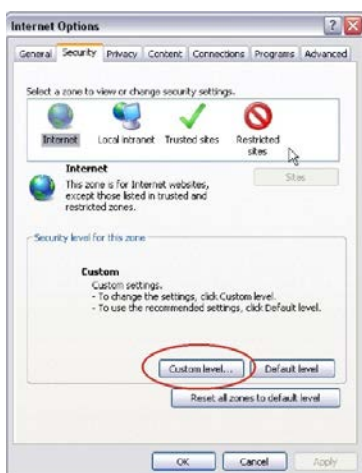 Internet Options
General Security Privacy Content Connections Programs Advanced
Select a zone to view or change security settings.
Internet Local intranet Trusted sites Restricted sites
Internet
Sites
This zone is for Internet websites,
except those listed in trusted and
restricted zones.
Security level for this zone
Custom
Custom settings.
- To change the settings, click Custom level.
- To use the recommended settings, click Default level.
Custom level... Default level
Reset all zones to default level
OK Cancel Apply